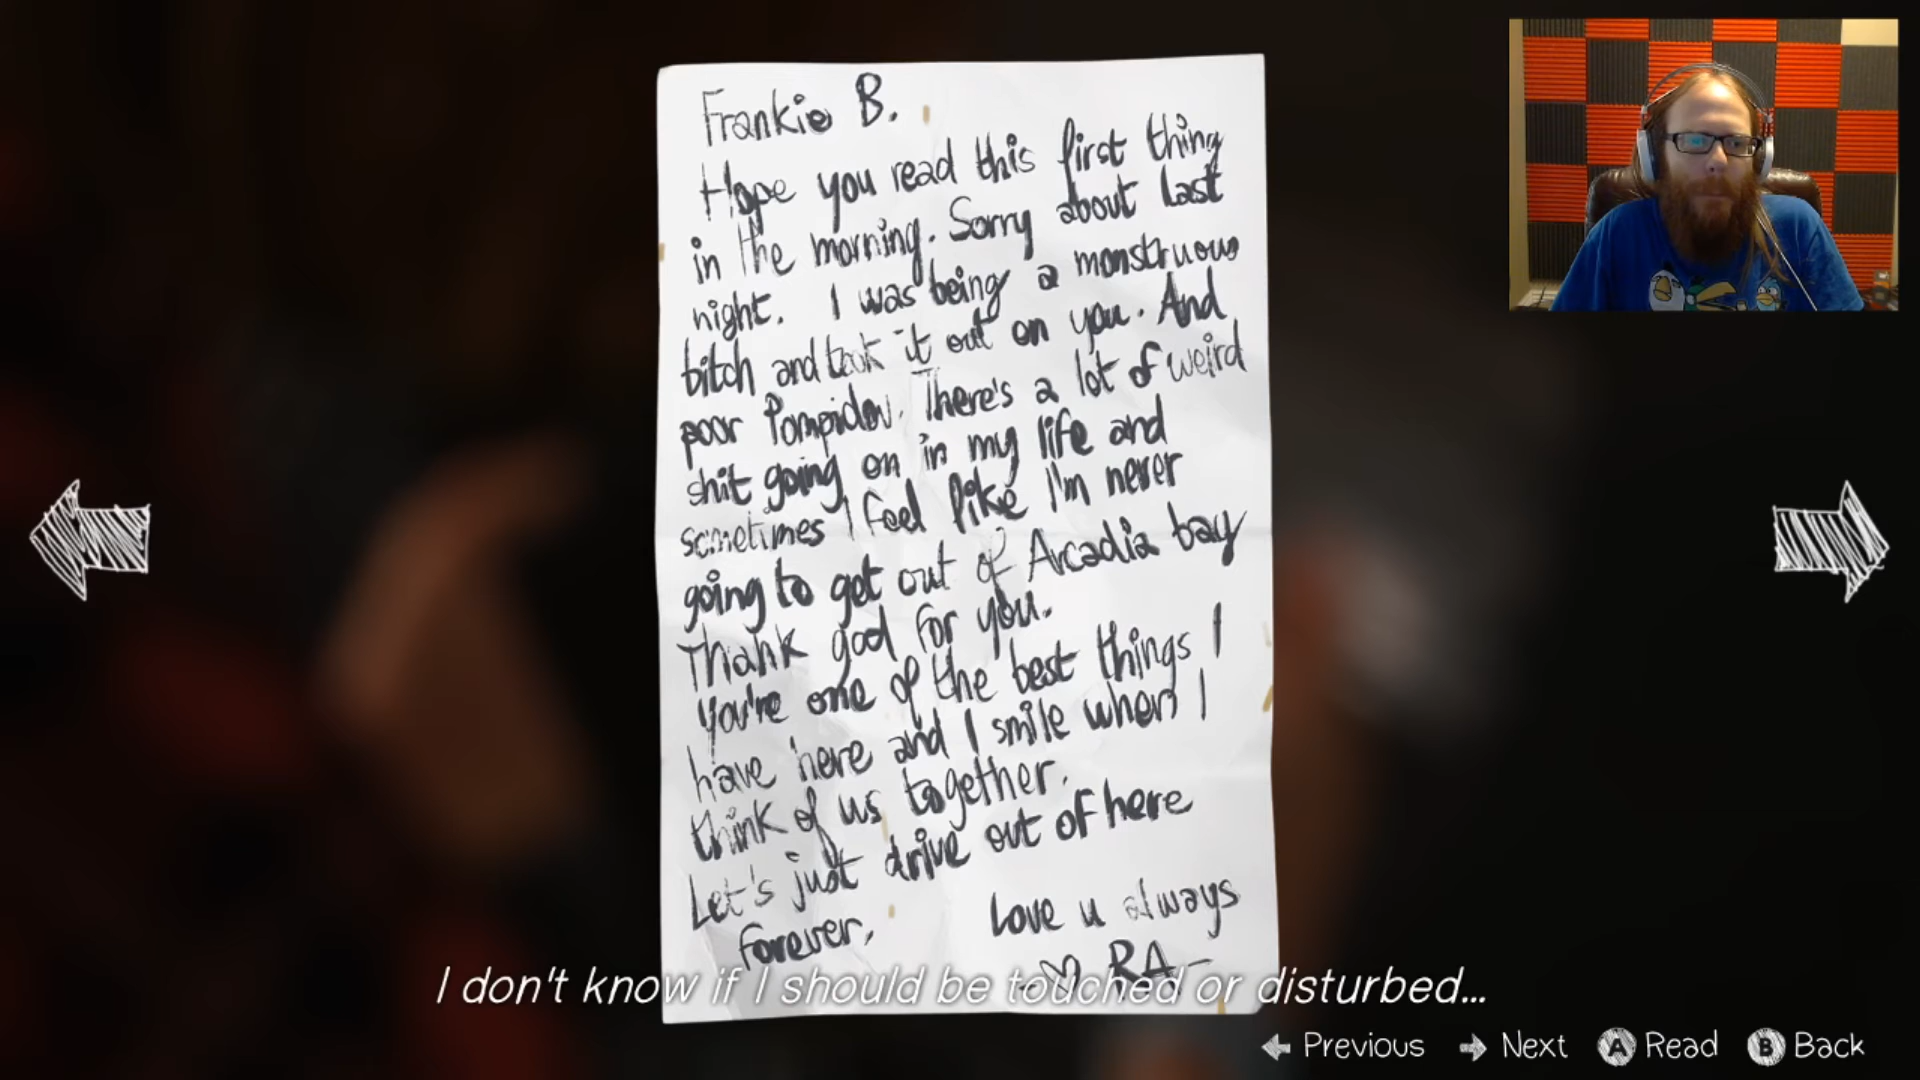 Frankie B.
Hope you read this first thing
in the morning. Sorry about last
night. I was being a monstruous
bitch and took it out on you. And
poor Pompidou. There's a lot of weird
shit going on in my life and
sometimes I feel like I'm never
going to get out of Arcadia bay
Thank god for you.
You're one of the best things I
have here and I smile when I
think of us together.
Let's just drive out of here
forever.
Love u always
- ♡ RA -
I don't know if I should be touched or disturbed...
Previous Next A Read B Back